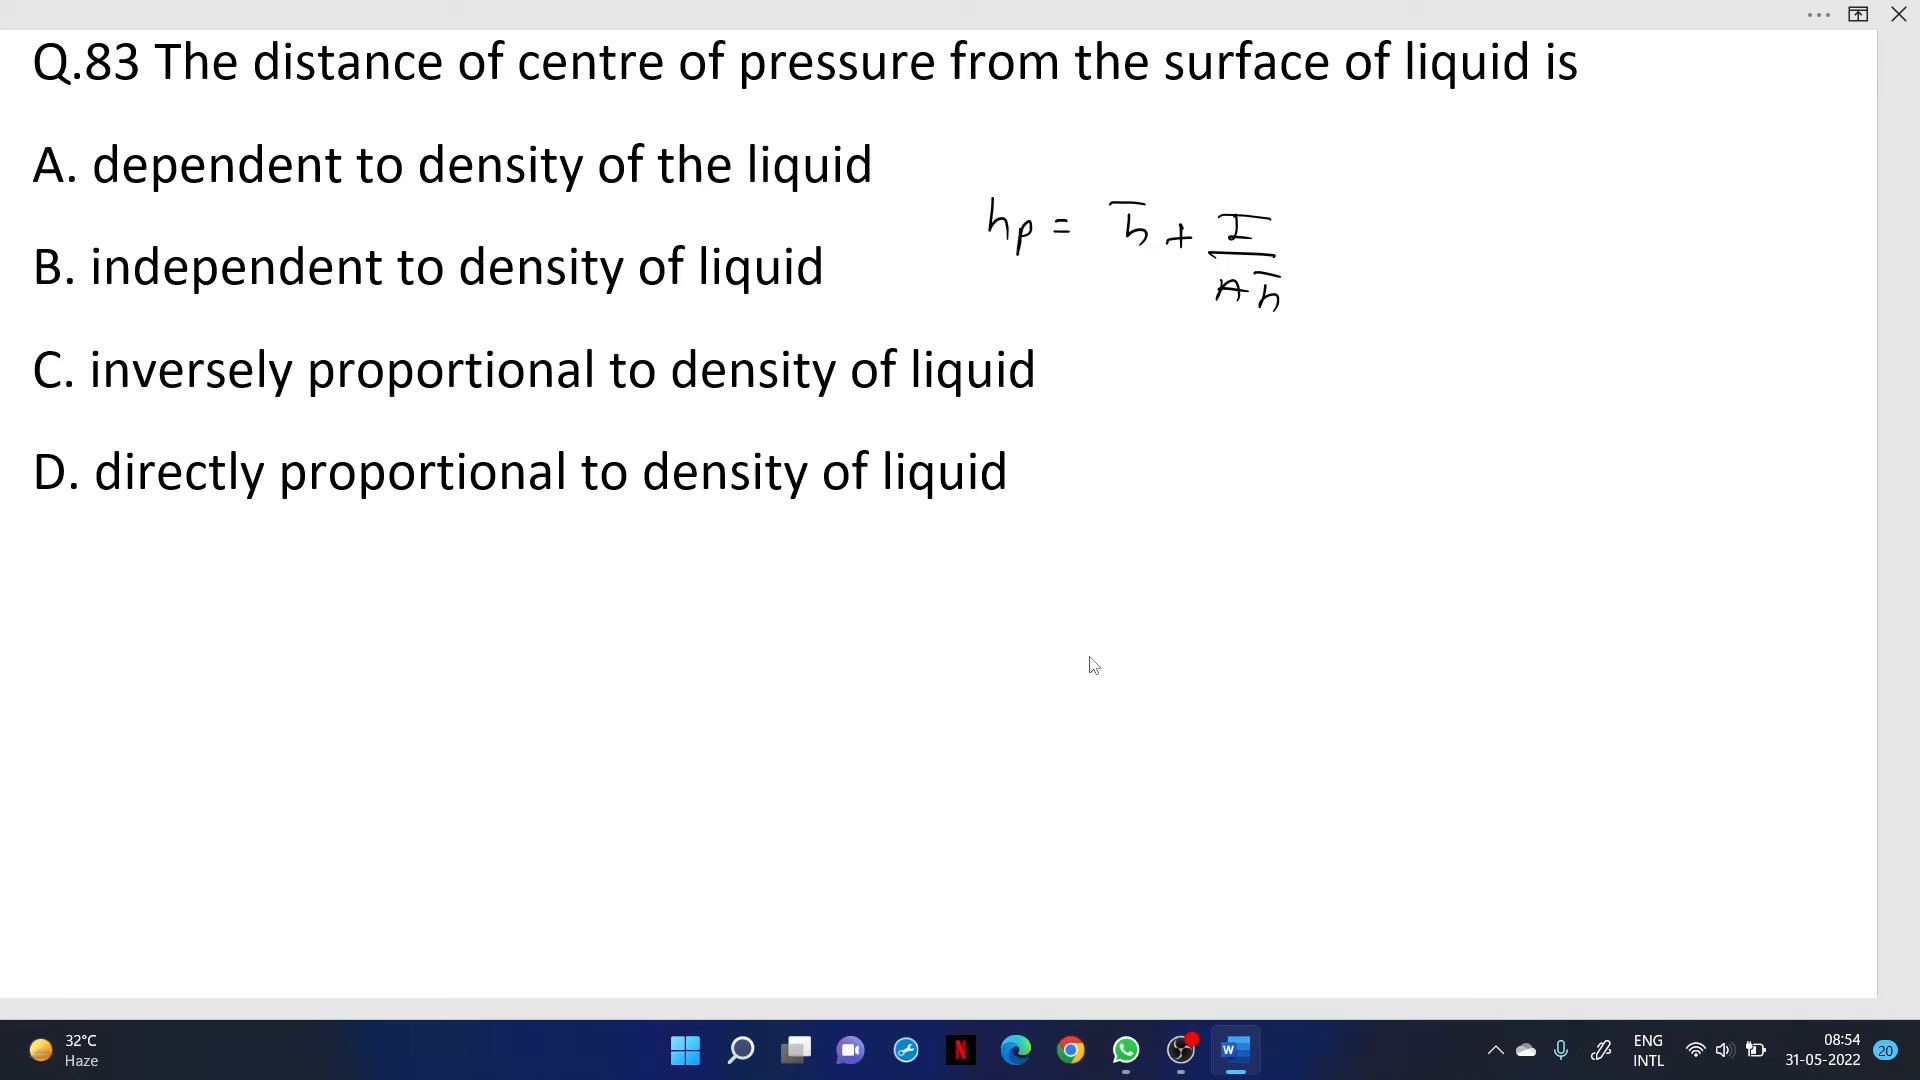 Q.83 The distance of centre of pressure from the surface of liquid is
A. dependent to density of the liquid
B. independent to density of liquid
C. inversely proportional to density of liquid
D. directly proportional to density of liquid
hp = h̅ + I / A h̅
32°C
Haze
N
W
ENG
INTL
08:54
31-05-2022
20